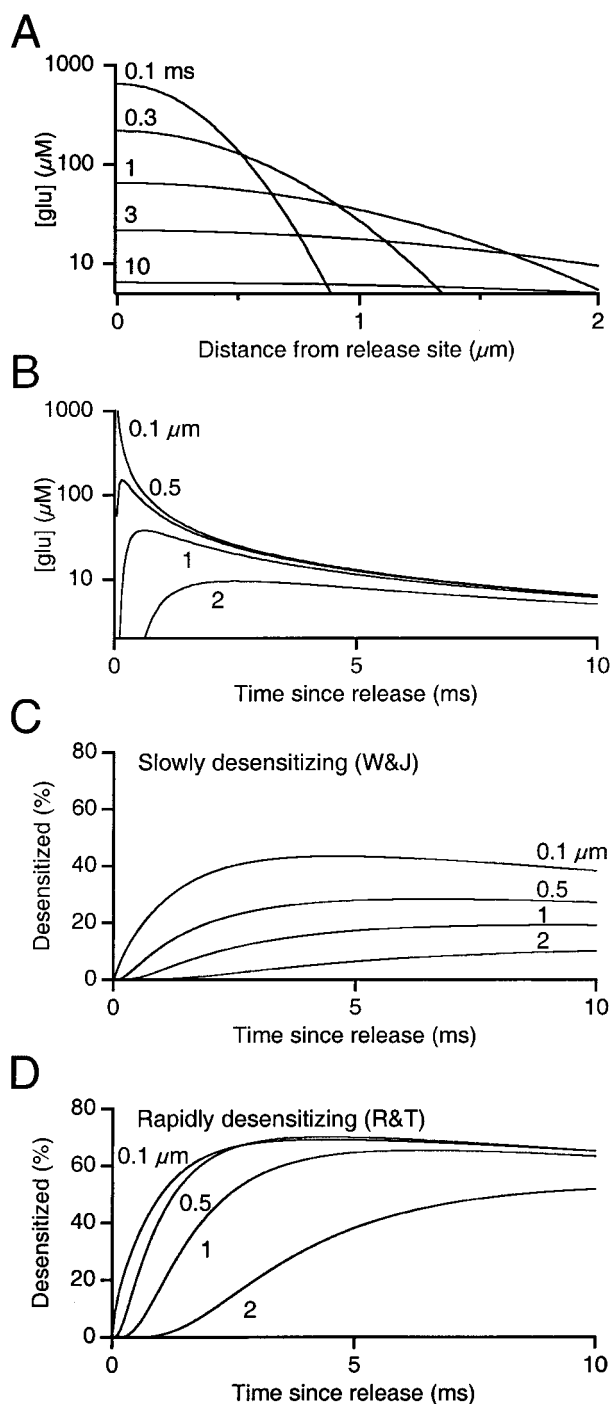 A
1000
0.1 ms
0.3
100
1
3
10
10
[glu] (µM)
0
1
2
Distance from release site (µm)
B
1000
0.1 µm
0.5
100
1
10
2
[glu] (µM)
0
5
10
Time since release (ms)
C
80
Slowly desensitizing (W&J)
60
40
0.1 µm
0.5
20
1
2
0
Desensitized (%)
0
5
10
Time since release (ms)
D
80
Rapidly desensitizing (R&T)
0.1 µm
60
0.5
40
1
20
2
0
Desensitized (%)
0
5
10
Time since release (ms)